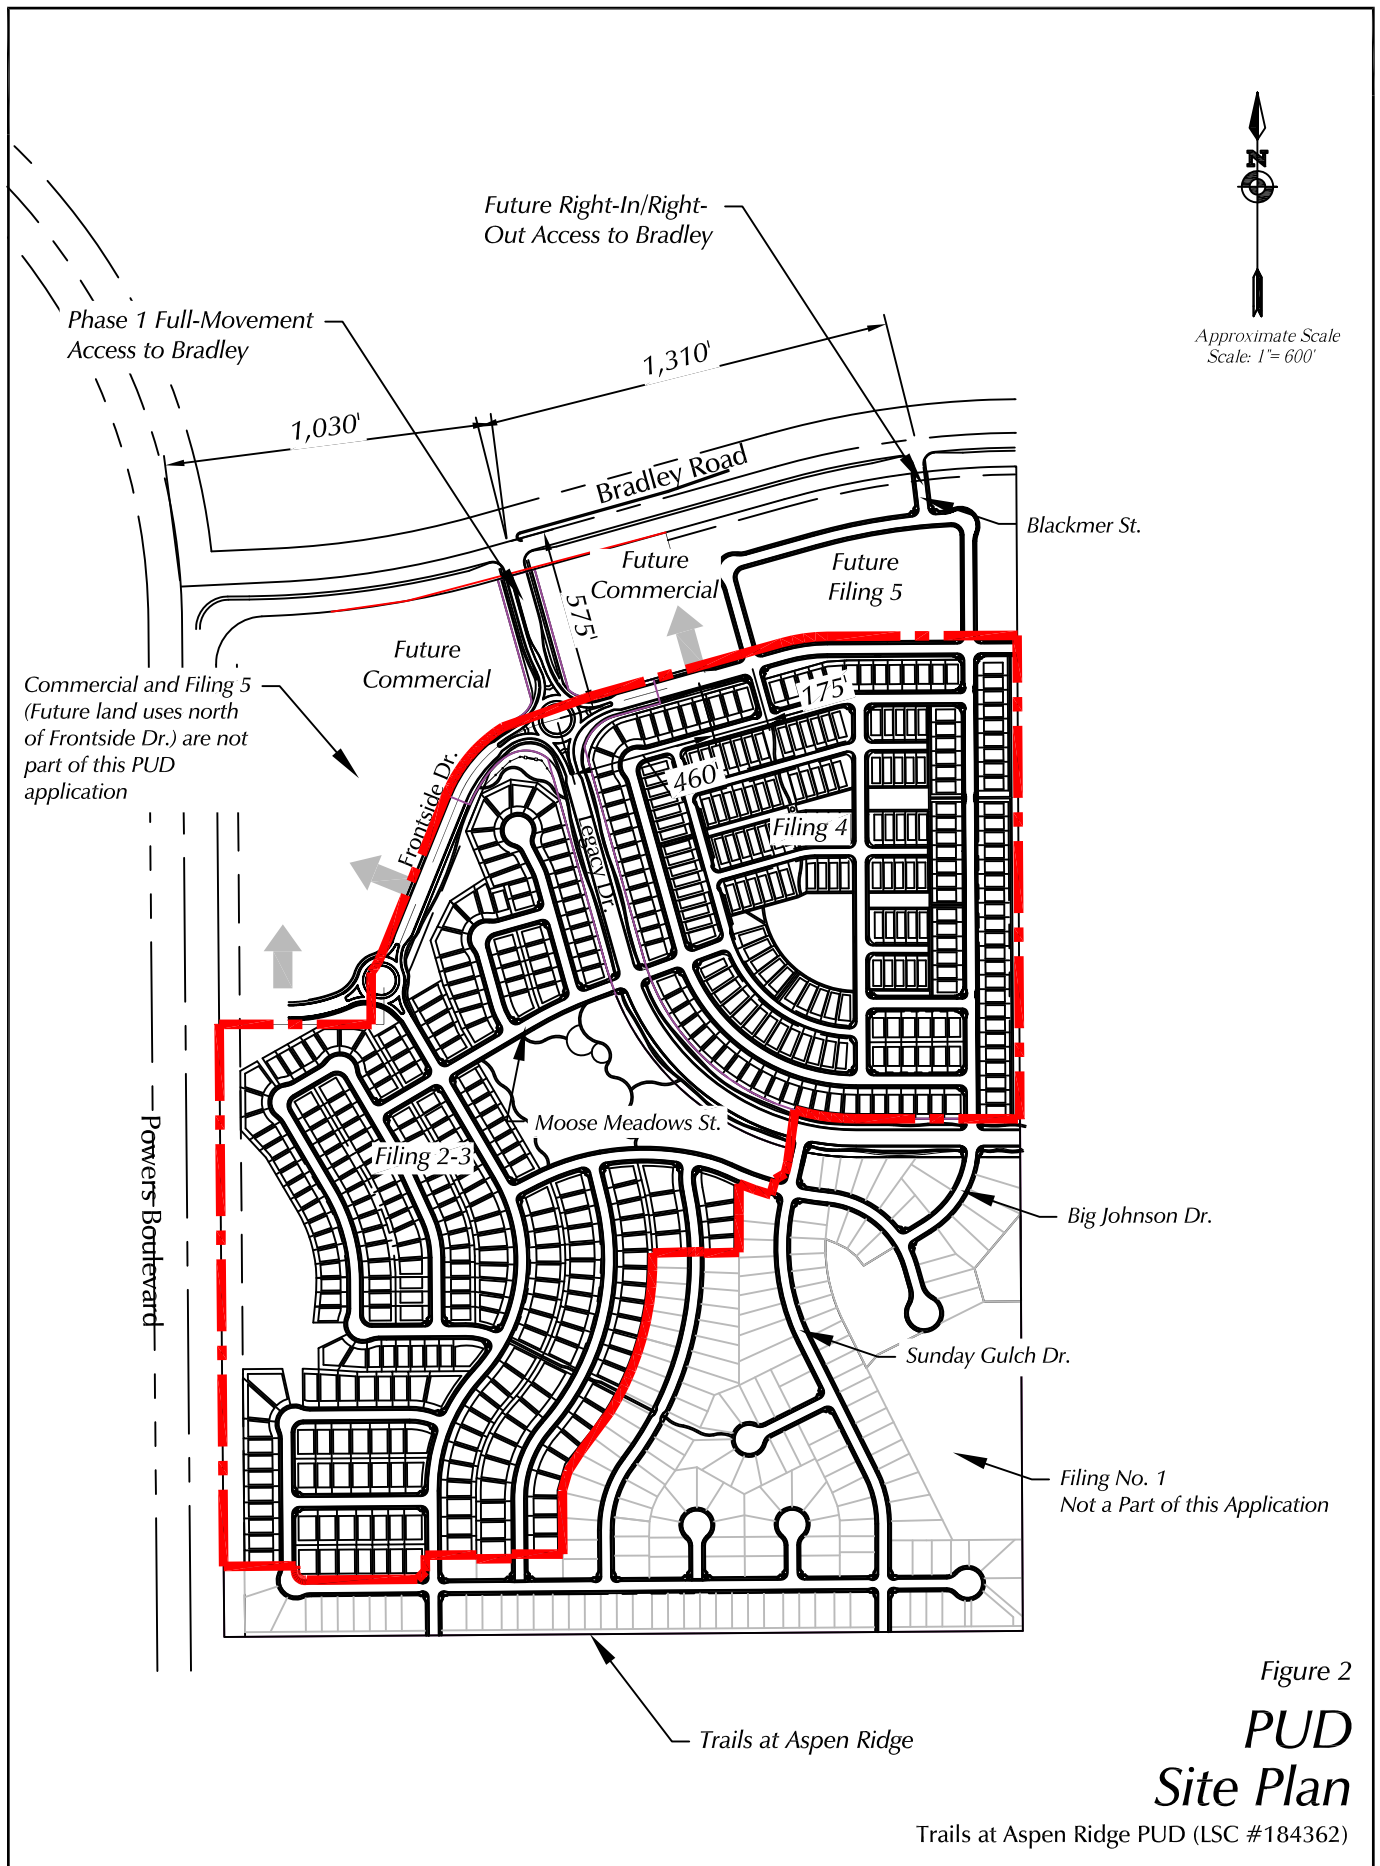 N
Approximate Scale
Scale: 1"= 600'
Future Right-In/Right-
Out Access to Bradley
Phase 1 Full-Movement
Access to Bradley
1,310'
1,030'
Bradley Road
Blackmer St.
Future
Commercial
Future
Filing 5
575'
Future
Commercial
Commercial and Filing 5
(Future land uses north
of Frontside Dr.) are not
part of this PUD
application
175'
460'
Frontside Dr.
Legacy Dr.
Filing 4
Moose Meadows St.
Filing 2-3
Powers Boulevard
Big Johnson Dr.
Sunday Gulch Dr.
Filing No. 1
Not a Part of this Application
Trails at Aspen Ridge
Figure 2
PUD
Site Plan
Trails at Aspen Ridge PUD (LSC #184362)